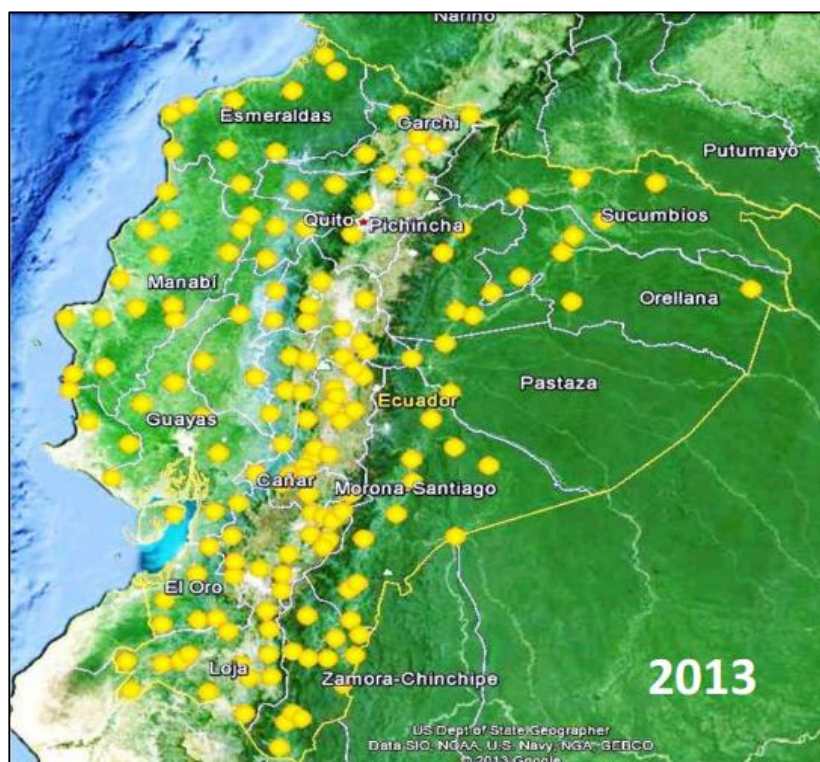 Nariño
Esmeraldas
Carchi
Putumayo
Quito
Pichincha
Sucumbios
Manabí
Orellana
Pastaza
Ecuador
Guayas
Cañar
Morona-Santiago
El Oro
Loja
Zamora-Chinchipe
2013
US Dept of State Geographer
Data SIO, NOAA, U.S. Navy, NGA, GEBCO
© 2013 Google